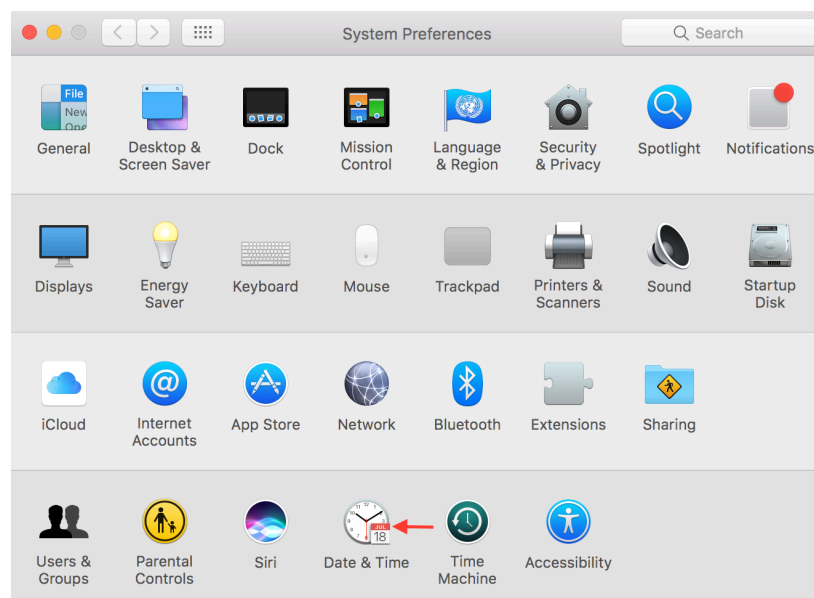 System Preferences
Search
File
New
Ope
General
Desktop &
Screen Saver
Dock
Mission
Control
Language
& Region
Security
& Privacy
Spotlight
Notifications
Displays
Energy
Saver
Keyboard
Mouse
Trackpad
Printers &
Scanners
Sound
Startup
Disk
iCloud
@
Internet
Accounts
App Store
Network
Bluetooth
Extensions
Sharing
JUL
18
Users &
Groups
Parental
Controls
Siri
Date & Time
Time
Machine
Accessibility